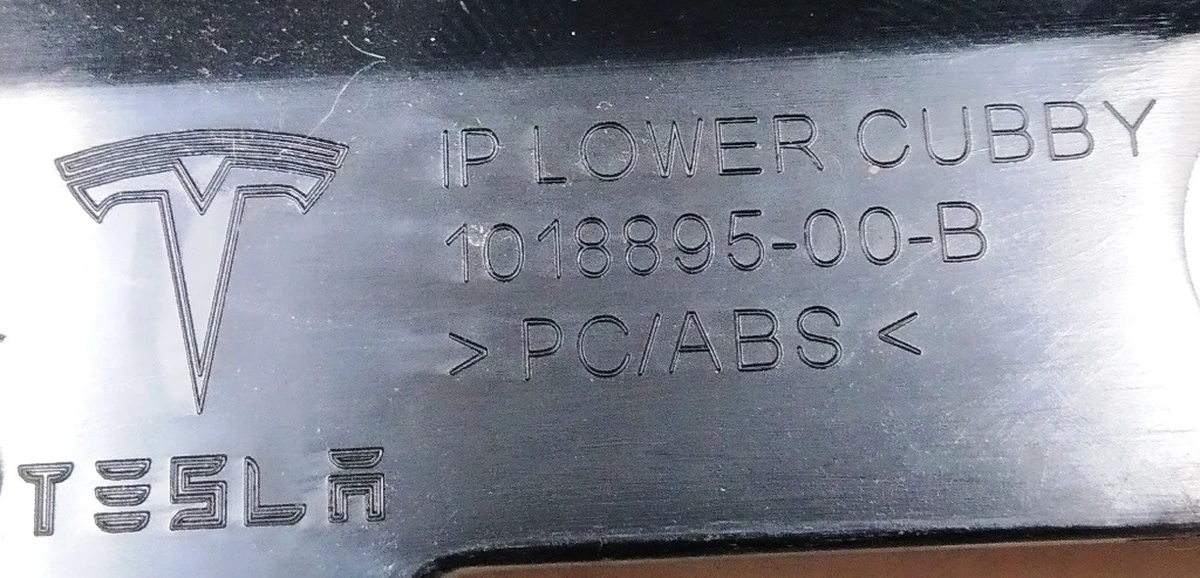 IP LOWER CUBBY
1018895-00-B
>PC/ABS<
TESLA